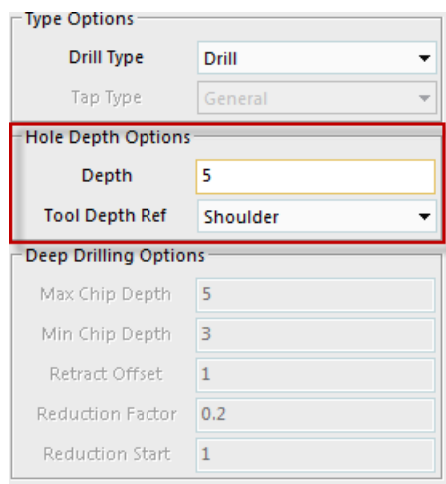 Type Options
Drill Type Drill
Tap Type General
Hole Depth Options
Depth 5
Tool Depth Ref Shoulder
Deep Drilling Options
Max Chip Depth 5
Min Chip Depth 3
Retract Offset 1
Reduction Factor 0.2
Reduction Start 1